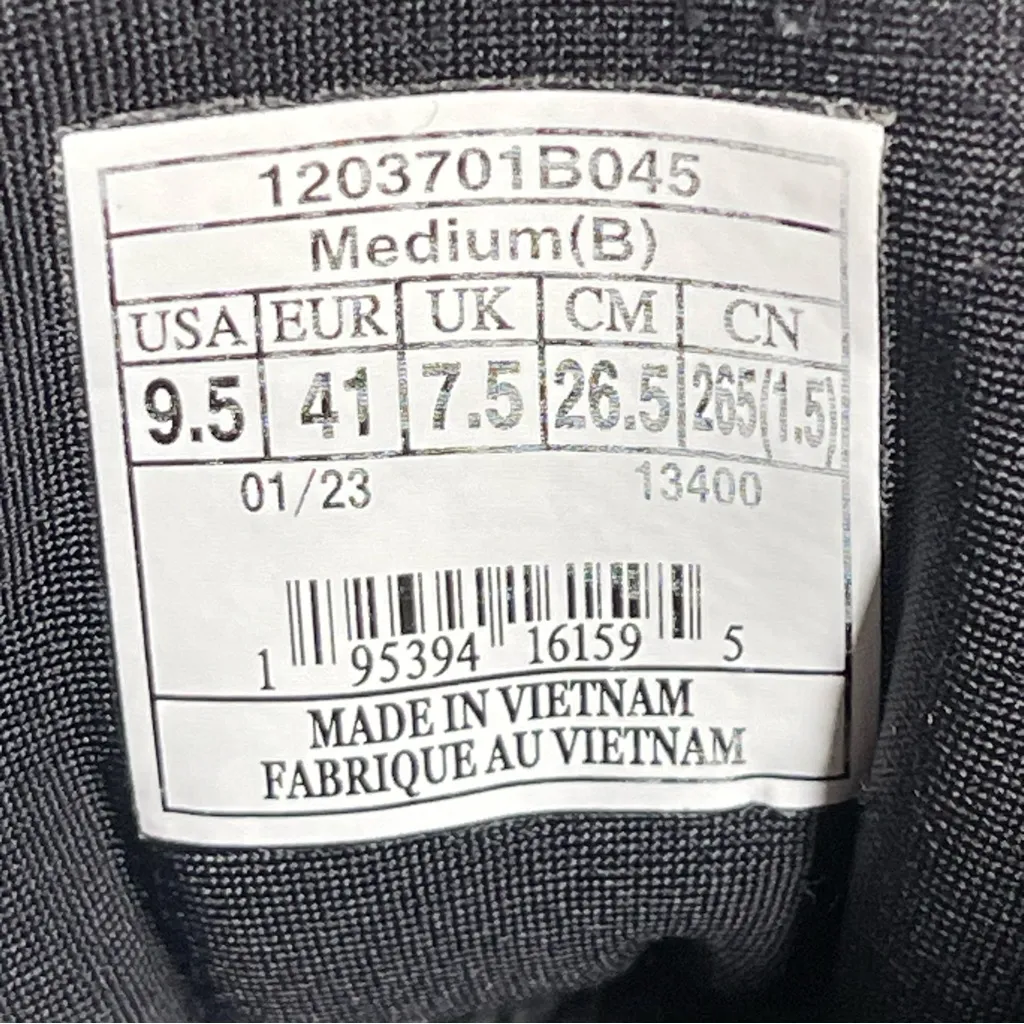 1203701B045
Medium(B)
USA EUR UK CM CN
9.5 41 7.5 26.5 265(1.5)
01/23 13400
1 95394 16159 5
MADE IN VIETNAM
FABRIQUE AU VIETNAM